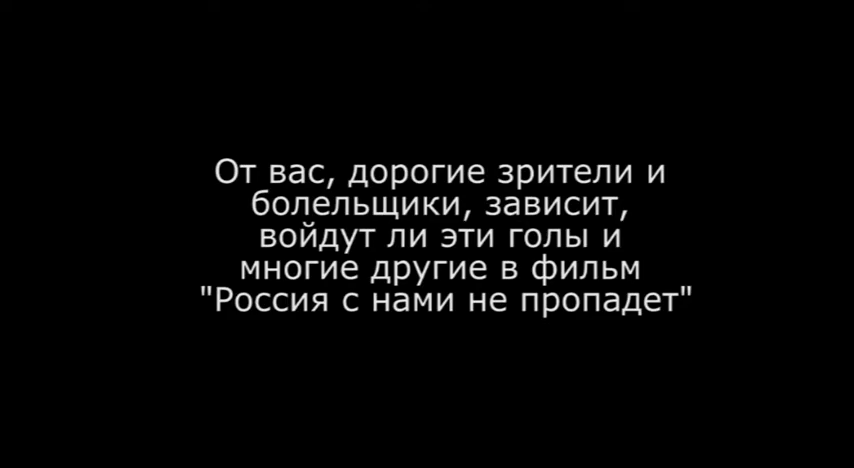 От вас, дорогие зрители и
болельщики, зависит,
войдут ли эти голы и
многие другие в фильм
"Россия с нами не пропадет"